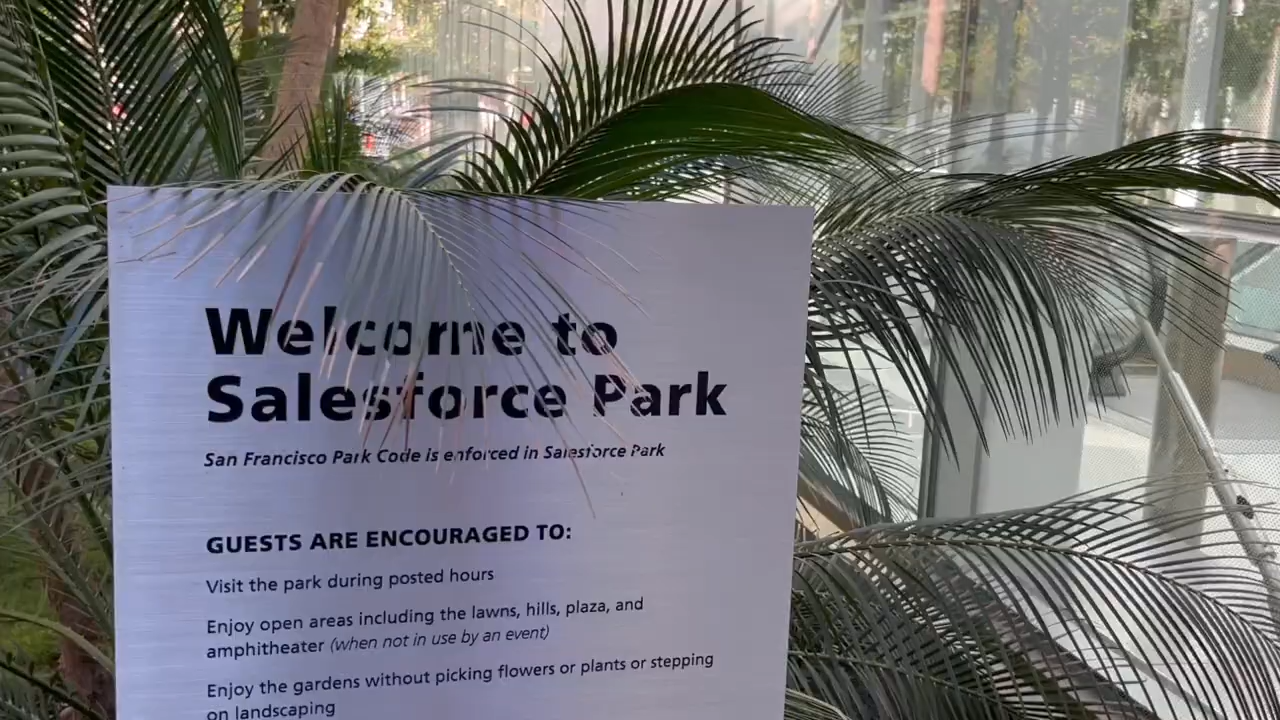 Welcome to
Salesforce Park
San Francisco Park Code is enforced in Salesforce Park
GUESTS ARE ENCOURAGED TO:
Visit the park during posted hours
Enjoy open areas including the lawns, hills, plaza, and
amphitheater (when not in use by an event)
Enjoy the gardens without picking flowers or plants or stepping
on landscaping